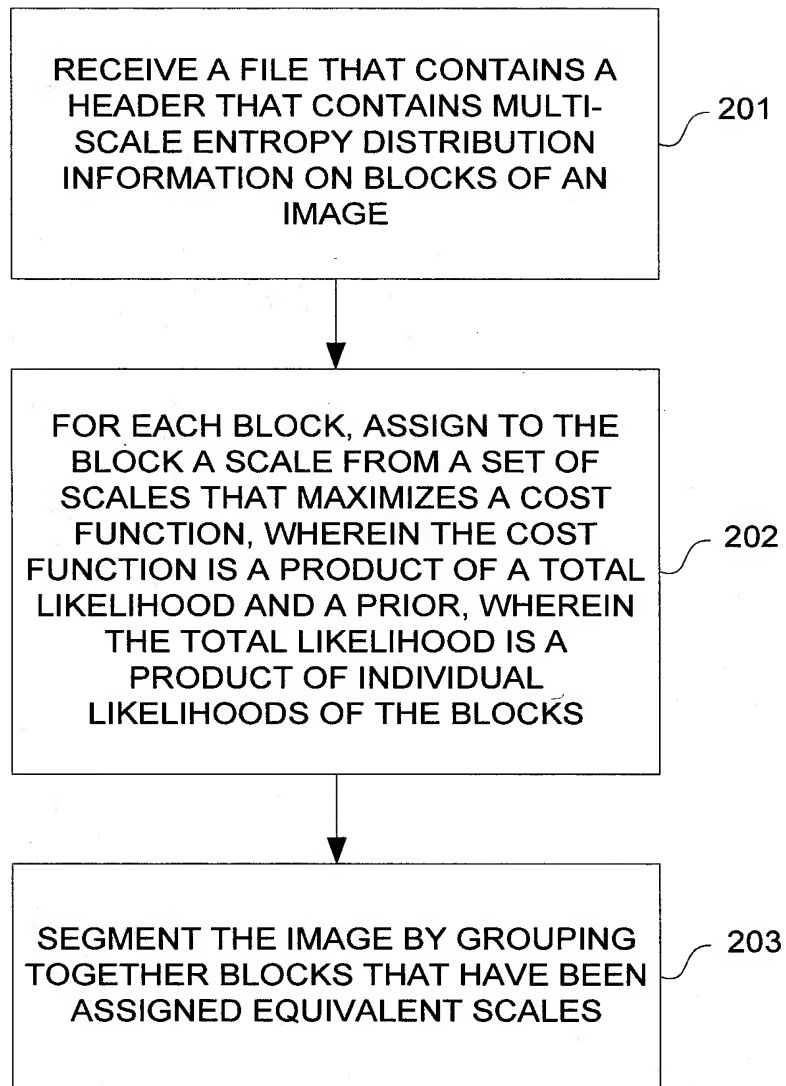 RECEIVE A FILE THAT CONTAINS A
HEADER THAT CONTAINS MULTI-
SCALE ENTROPY DISTRIBUTION
INFORMATION ON BLOCKS OF AN
IMAGE
201
FOR EACH BLOCK, ASSIGN TO THE
BLOCK A SCALE FROM A SET OF
SCALES THAT MAXIMIZES A COST
FUNCTION, WHEREIN THE COST
FUNCTION IS A PRODUCT OF A TOTAL
LIKELIHOOD AND A PRIOR, WHEREIN
THE TOTAL LIKELIHOOD IS A
PRODUCT OF INDIVIDUAL
LIKELIHOODS OF THE BLOCKS
202
SEGMENT THE IMAGE BY GROUPING
TOGETHER BLOCKS THAT HAVE BEEN
ASSIGNED EQUIVALENT SCALES
203